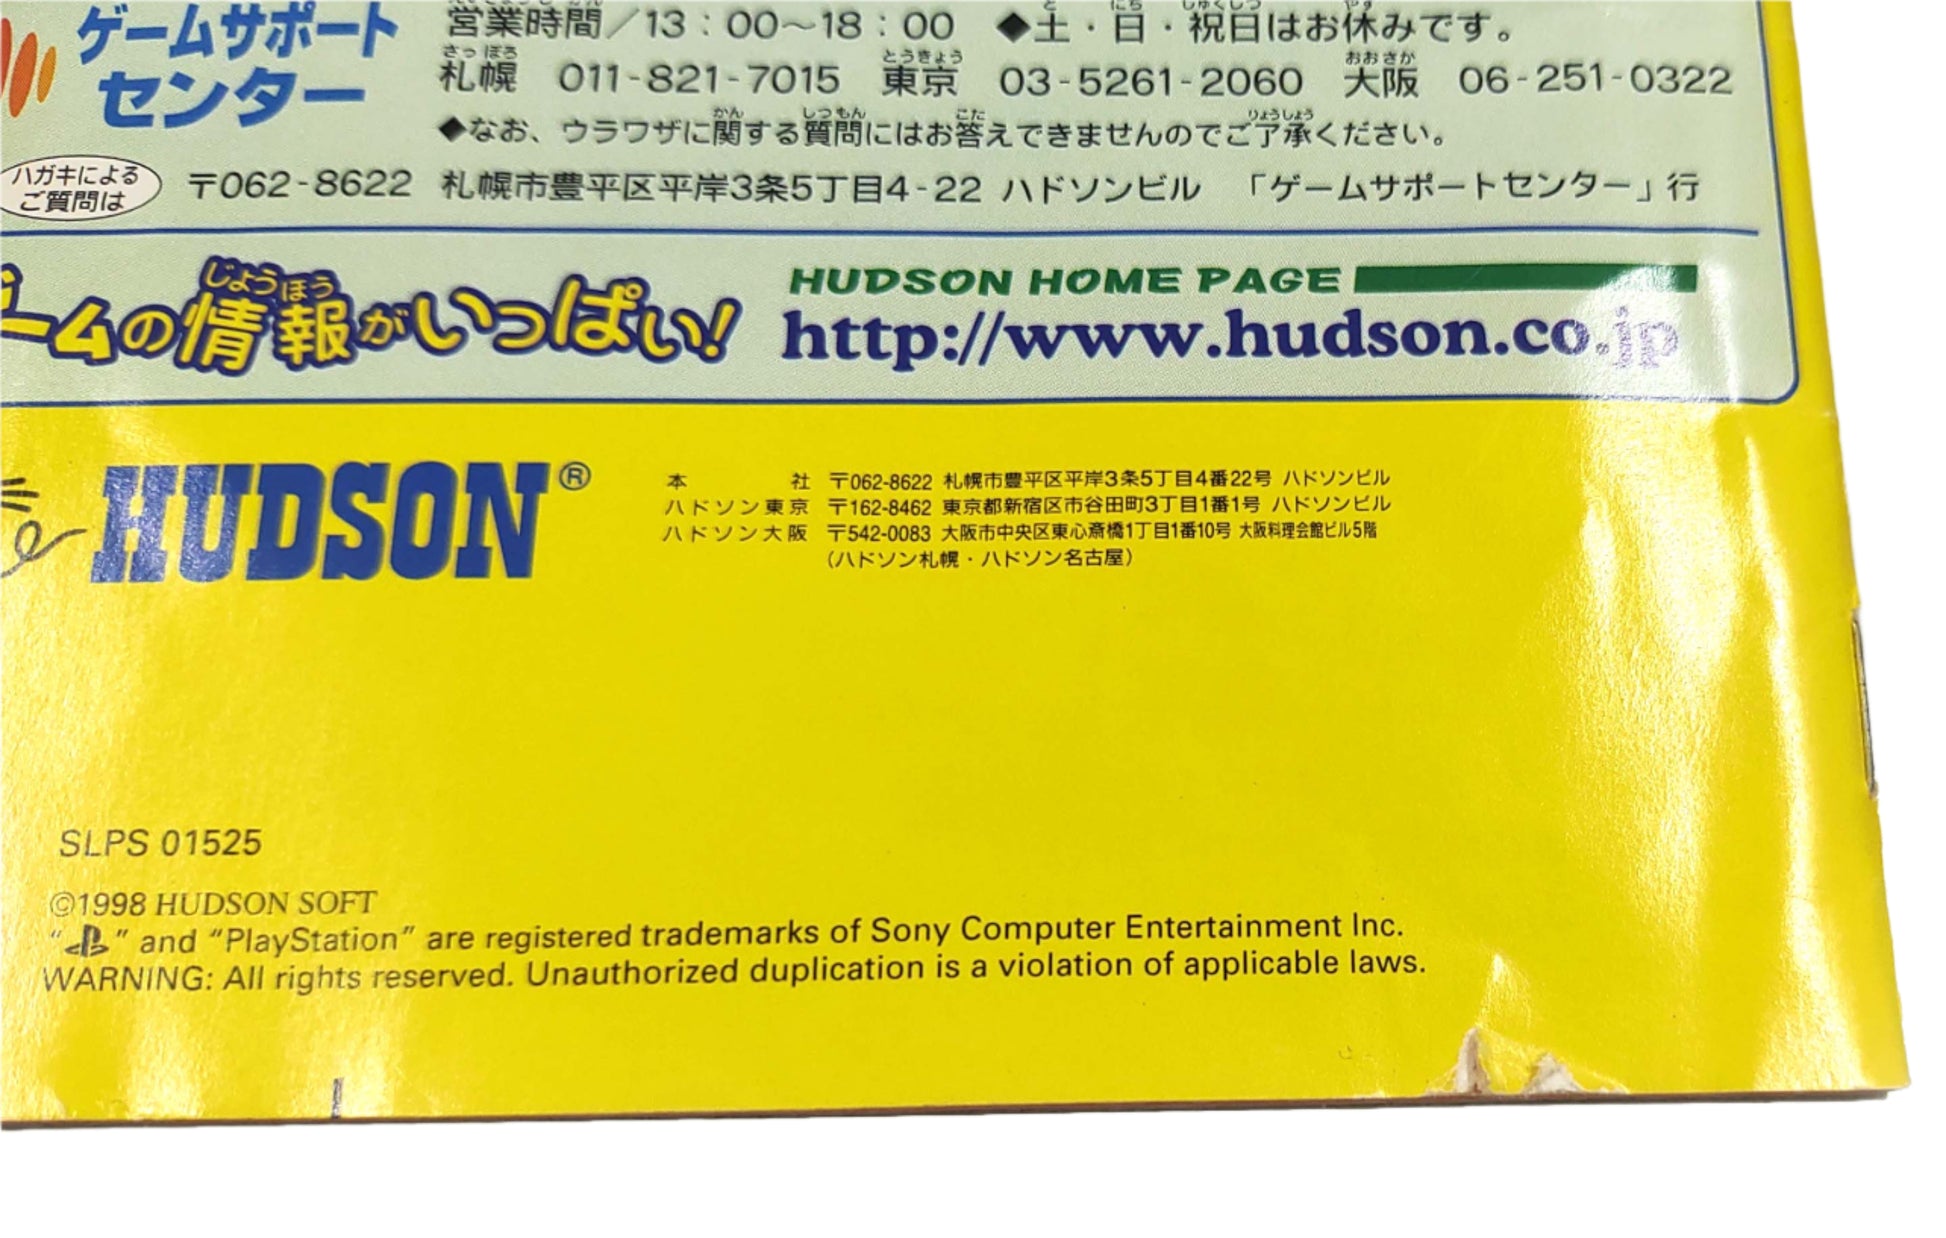 ゲームサポート
センター
営業時間/13:00〜18:00 ◆土・日・祝日はお休みです。
札幌 011-821-7015 東京 03-5261-2060 大阪 06-251-0322
◆なお、ウラワザに関する質問にはお答えできませんのでご了承ください。
ハガキによる
ご質問は
〒062-8622 札幌市豊平区平岸3条5丁目4-22 ハドソンビル 「ゲームサポートセンター」行
ームの情報がいっぱい!
HUDSON HOME PAGE
http://www.hudson.co.jp
HUDSON®
本社 〒062-8622 札幌市豊平区平岸3条5丁目4番22号 ハドソンビル
ハドソン東京 〒162-8462 東京都新宿区市谷田町3丁目1番1号 ハドソンビル
ハドソン大阪 〒542-0083 大阪市中央区東心斎橋1丁目1番10号 大阪料理会館ビル5階
(ハドソン札幌・ハドソン名古屋)
SLPS 01525
©1998 HUDSON SOFT
“ ” and “PlayStation” are registered trademarks of Sony Computer Entertainment Inc.
WARNING: All rights reserved. Unauthorized duplication is a violation of applicable laws.